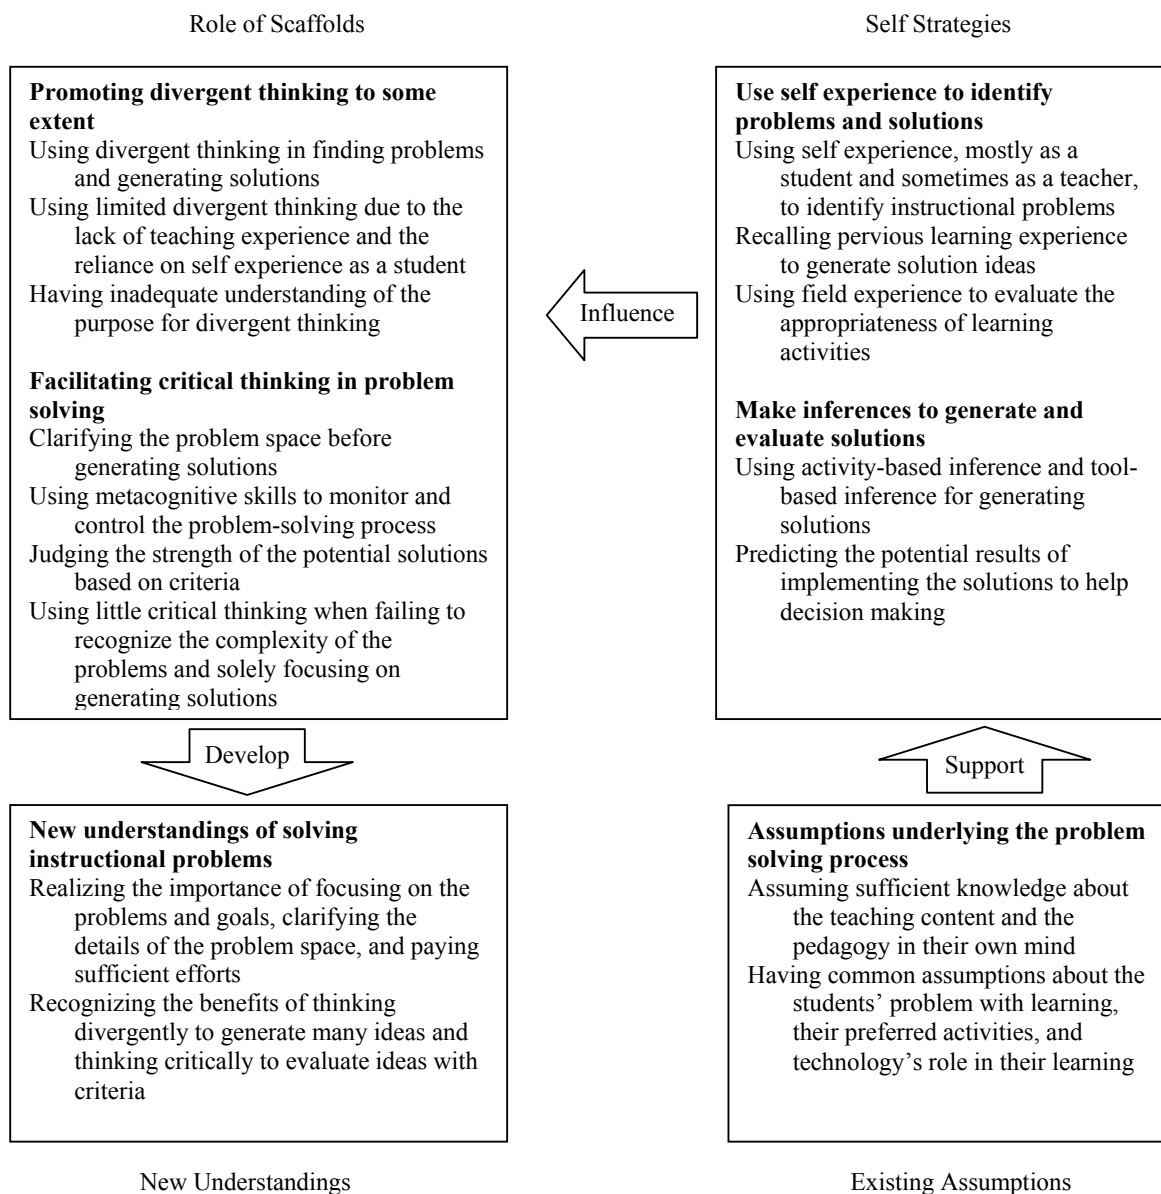 Role of Scaffolds
Promoting divergent thinking to some
extent
Using divergent thinking in finding problems
and generating solutions
Using limited divergent thinking due to the
lack of teaching experience and the
reliance on self experience as a student
Having inadequate understanding of the
purpose for divergent thinking
Facilitating critical thinking in problem
solving
Clarifying the problem space before
generating solutions
Using metacognitive skills to monitor and
control the problem-solving process
Judging the strength of the potential solutions
based on criteria
Using little critical thinking when failing to
recognize the complexity of the
problems and solely focusing on
generating solutions
Influence
Self Strategies
Use self experience to identify
problems and solutions
Using self experience, mostly as a
student and sometimes as a teacher,
to identify instructional problems
Recalling pervious learning experience
to generate solution ideas
Using field experience to evaluate the
appropriateness of learning
activities
Make inferences to generate and
evaluate solutions
Using activity-based inference and tool-
based inference for generating
solutions
Predicting the potential results of
implementing the solutions to help
decision making
Develop
Support
New understandings of solving
instructional problems
Realizing the importance of focusing on the
problems and goals, clarifying the
details of the problem space, and paying
sufficient efforts
Recognizing the benefits of thinking
divergently to generate many ideas and
thinking critically to evaluate ideas with
criteria
New Understandings
Assumptions underlying the problem
solving process
Assuming sufficient knowledge about
the teaching content and the
pedagogy in their own mind
Having common assumptions about the
students’ problem with learning,
their preferred activities, and
technology’s role in their learning
Existing Assumptions